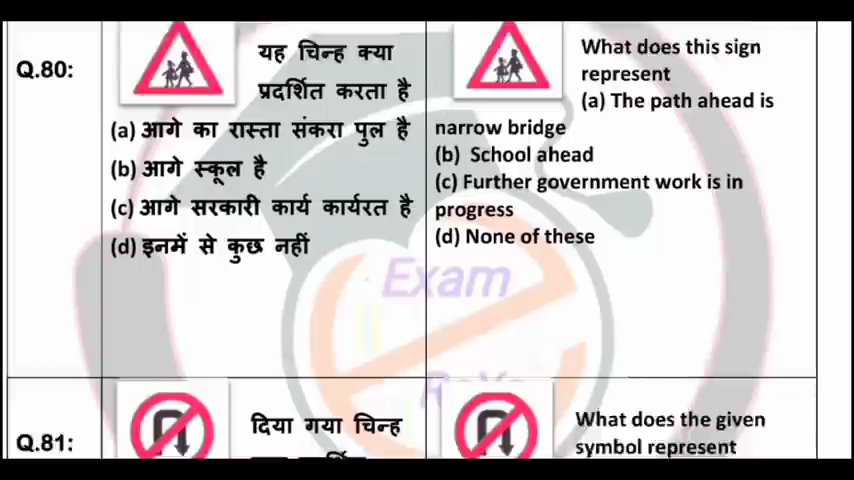 Q.80:
यह चिन्ह क्या
प्रदर्शित करता है
(a) आगे का रास्ता संकरा पुल है
(b) आगे स्कूल है
(c) आगे सरकारी कार्य कार्यरत है
(d) इनमें से कुछ नहीं
What does this sign
represent
(a) The path ahead is
narrow bridge
(b) School ahead
(c) Further government work is in
progress
(d) None of these
Exam
Q.81:
दिया गया चिन्ह
What does the given
symbol represent